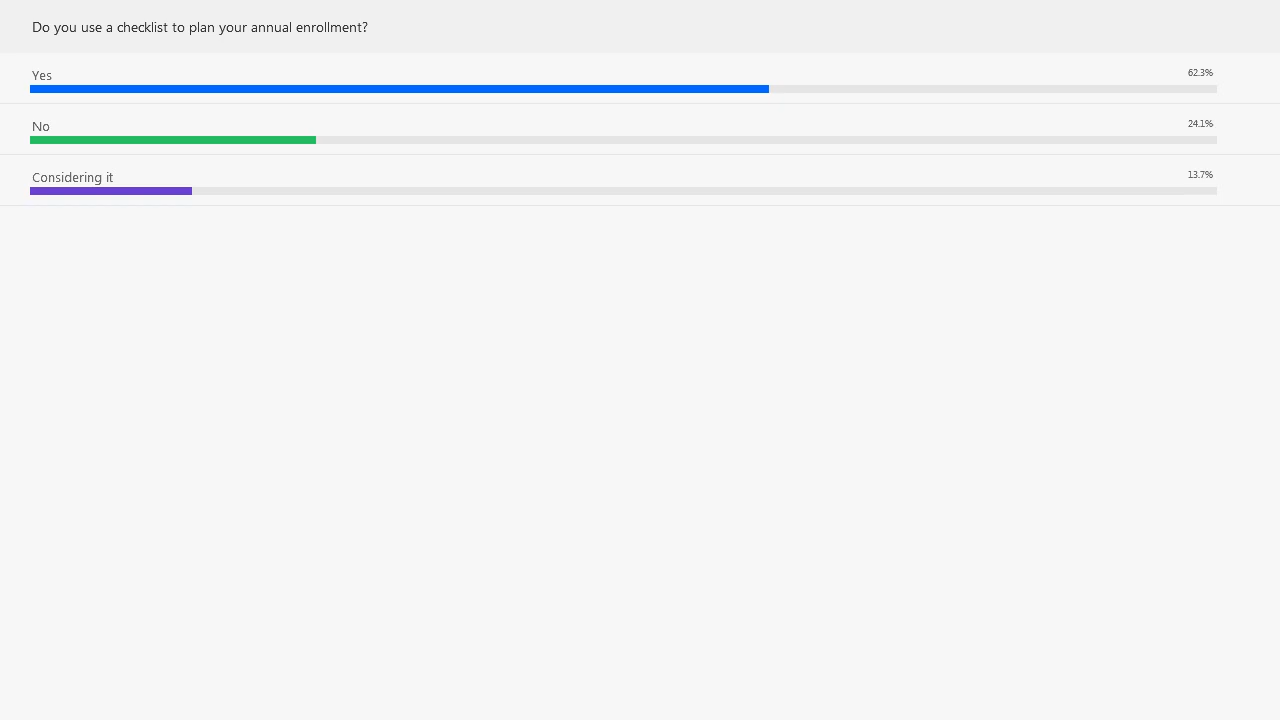 Do you use a checklist to plan your annual enrollment?
Yes
62.3%
No
24.1%
Considering it
13.7%